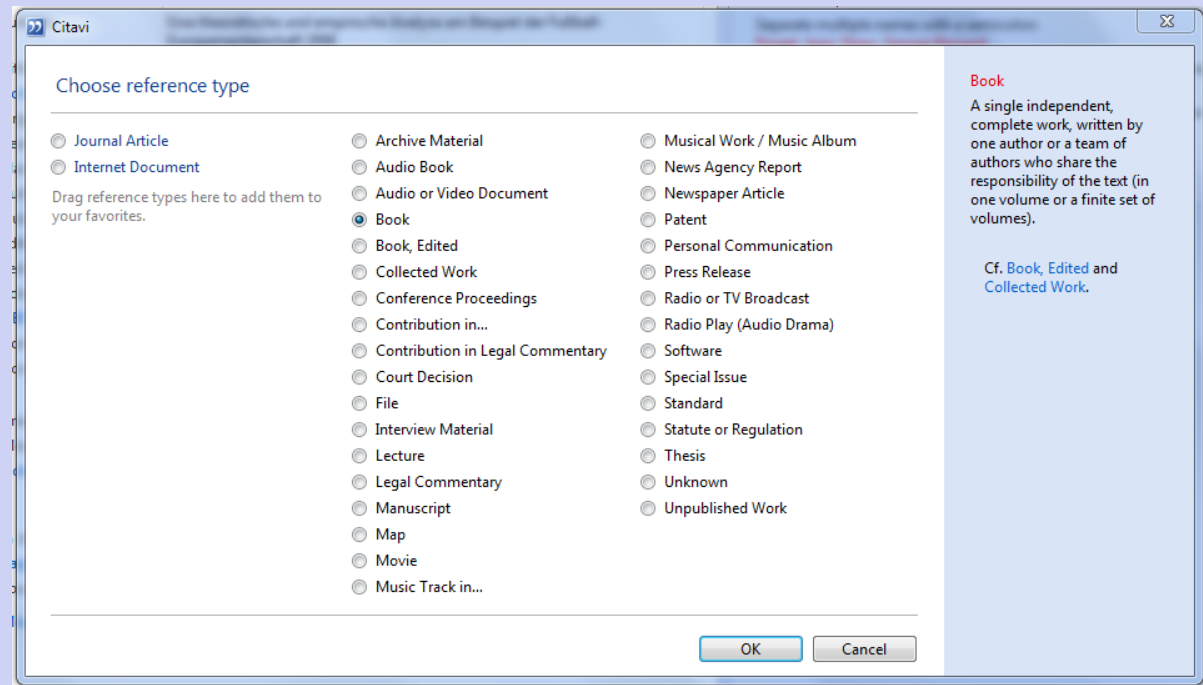 Citavi
Choose reference type
Journal Article
Internet Document
Drag reference types here to add them to
your favorites.
Archive Material
Audio Book
Audio or Video Document
Book
Book, Edited
Collected Work
Conference Proceedings
Contribution in...
Contribution in Legal Commentary
Court Decision
File
Interview Material
Lecture
Legal Commentary
Manuscript
Map
Movie
Music Track in...
Musical Work / Music Album
News Agency Report
Newspaper Article
Patent
Personal Communication
Press Release
Radio or TV Broadcast
Radio Play (Audio Drama)
Software
Special Issue
Standard
Statute or Regulation
Thesis
Unknown
Unpublished Work
Book
A single independent,
complete work, written by
one author or a team of
authors who share the
responsibility of the text (in
one volume or a finite set of
volumes).
Cf. Book, Edited and
Collected Work.
OK
Cancel